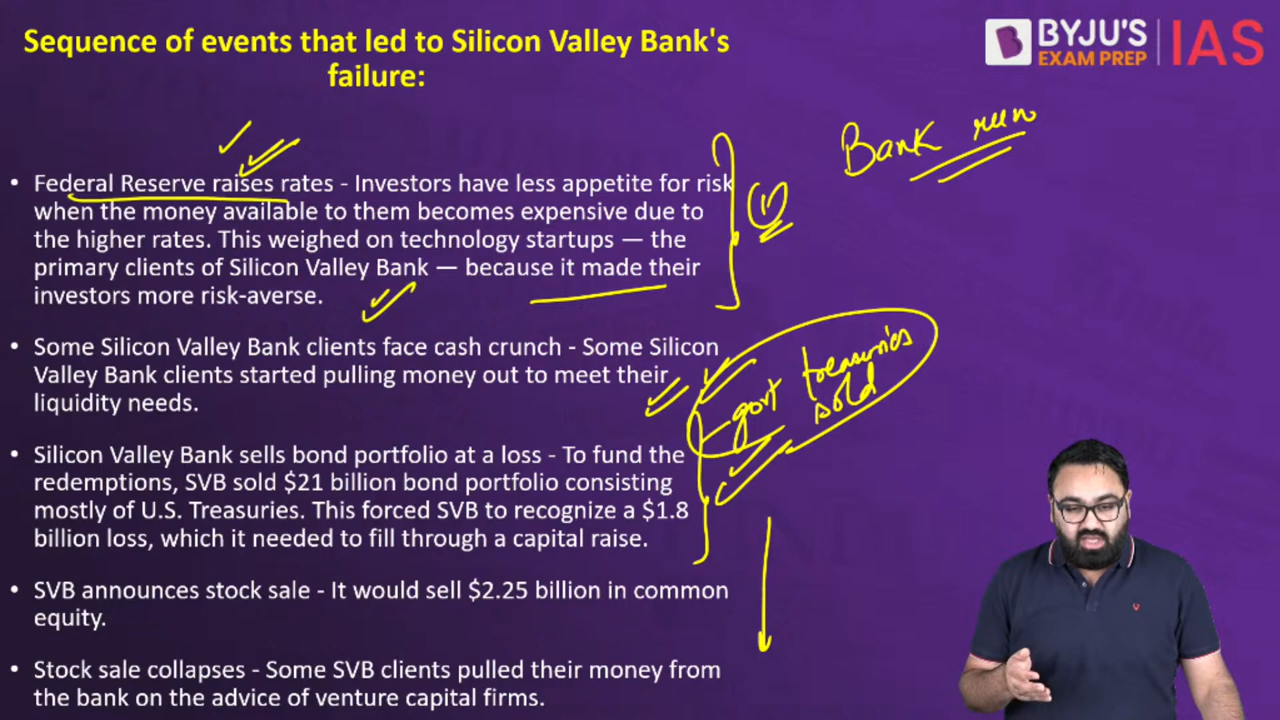 Sequence of events that led to Silicon Valley Bank's
failure:
BYJU'S
EXAM PREP
IAS
Bank run
• Federal Reserve raises rates - Investors have less appetite for risk
when the money available to them becomes expensive due to
the higher rates. This weighed on technology startups — the
primary clients of Silicon Valley Bank — because it made their
investors more risk-averse.
(1)
• Some Silicon Valley Bank clients face cash crunch - Some Silicon
Valley Bank clients started pulling money out to meet their
liquidity needs.
govt treasuries
sold
• Silicon Valley Bank sells bond portfolio at a loss - To fund the
redemptions, SVB sold $21 billion bond portfolio consisting
mostly of U.S. Treasuries. This forced SVB to recognize a $1.8
billion loss, which it needed to fill through a capital raise.
• SVB announces stock sale - It would sell $2.25 billion in common
equity.
• Stock sale collapses - Some SVB clients pulled their money from
the bank on the advice of venture capital firms.